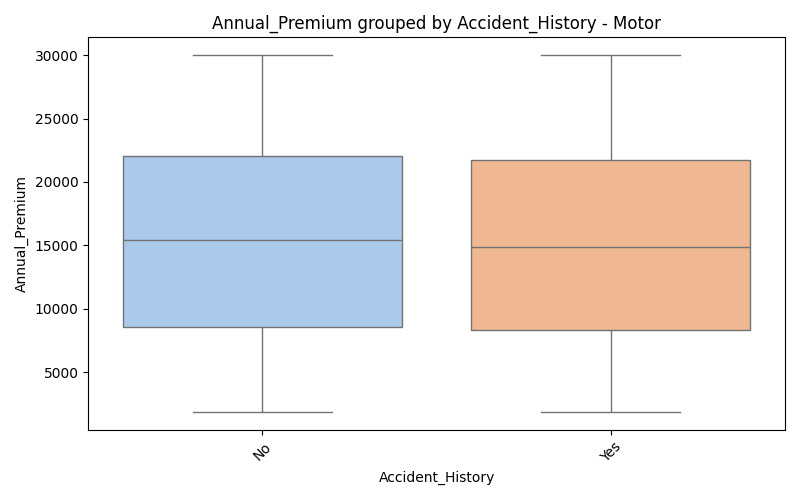 Annual_Premium grouped by Accident_History - Motor
30000
25000
20000
15000
10000
5000
Annual_Premium
No
Yes
Accident_History